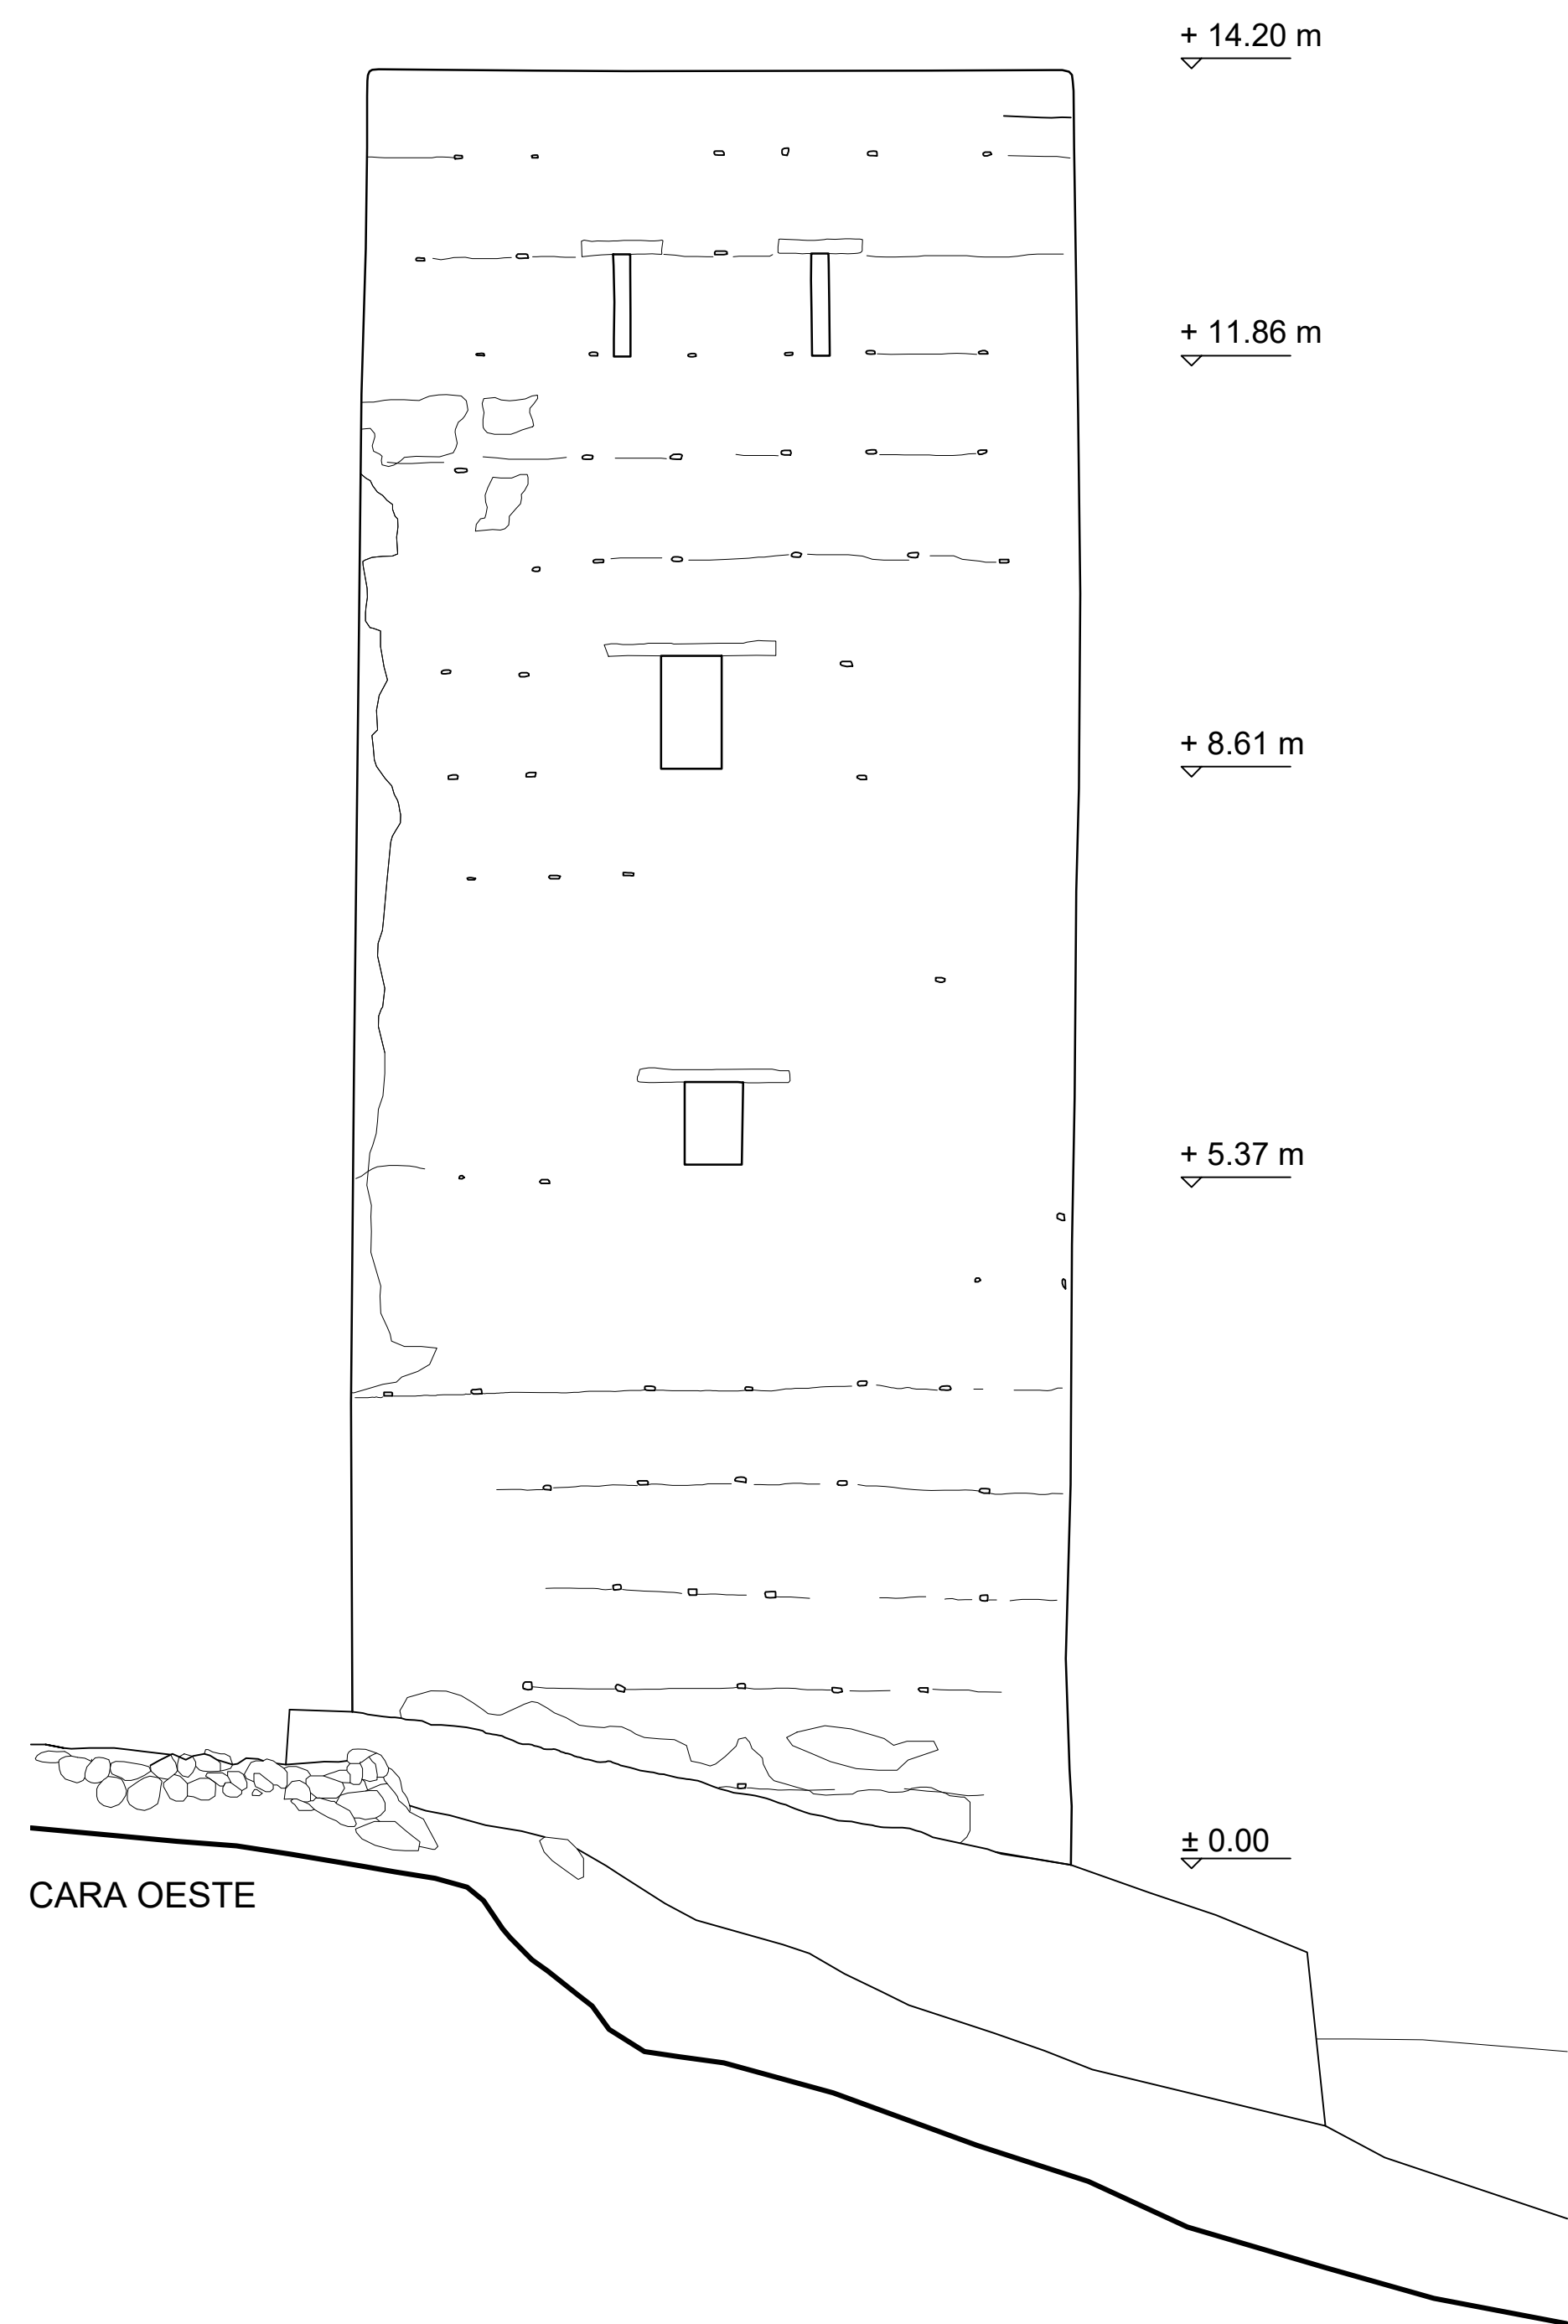 + 14.20 m
+ 11.86 m
+ 8.61 m
+ 5.37 m
± 0.00
CARA OESTE